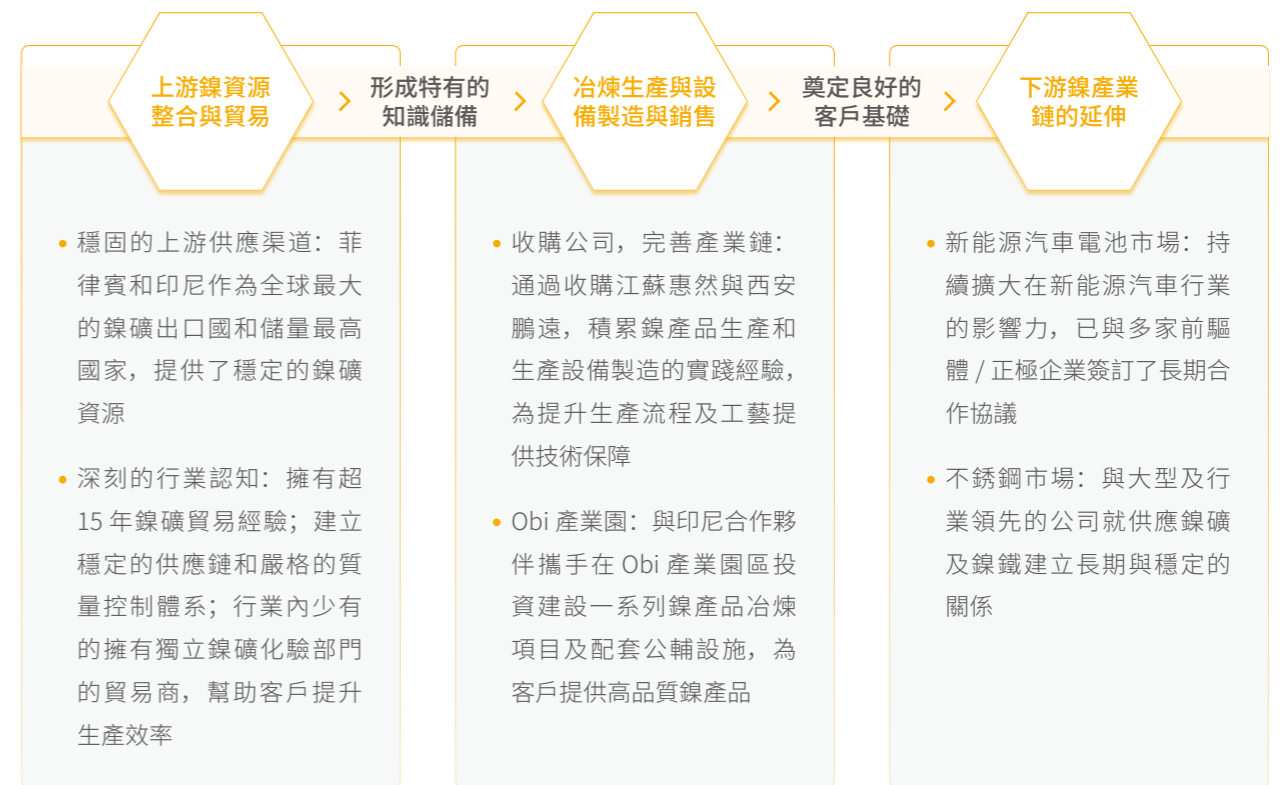 上游鎳資源
整合與貿易
形成特有的
知識儲備
冶煉生產與設
備製造與銷售
奠定良好的
客戶基礎
下游鎳產業
鏈的延伸
• 穩固的上游供應渠道：菲
律賓和印尼作為全球最大
的鎳礦出口國和儲量最高
國家，提供了穩定的鎳礦
資源
• 深刻的行業認知：擁有超
15 年鎳礦貿易經驗；建立
穩定的供應鏈和嚴格的質
量控制體系；行業內少有
的擁有獨立鎳礦化驗部門
的貿易商，幫助客戶提升
生產效率
• 收購公司，完善產業鏈：
通過收購江蘇惠然與西安
鵬遠，積累鎳產品生產和
生產設備製造的實踐經驗，
為提升生產流程及工藝提
供技術保障
• Obi 產業園：與印尼合作夥
伴攜手在 Obi 產業園區投
資建設一系列鎳產品冶煉
項目及配套公輔設施，為
客戶提供高品質鎳產品
• 新能源汽車電池市場：持
續擴大在新能源汽車行業
的影響力，已與多家前驅
體 / 正極企業簽訂了長期合
作協議
• 不銹鋼市場：與大型及行
業領先的公司就供應鎳礦
及鎳鐵建立長期與穩定的
關係